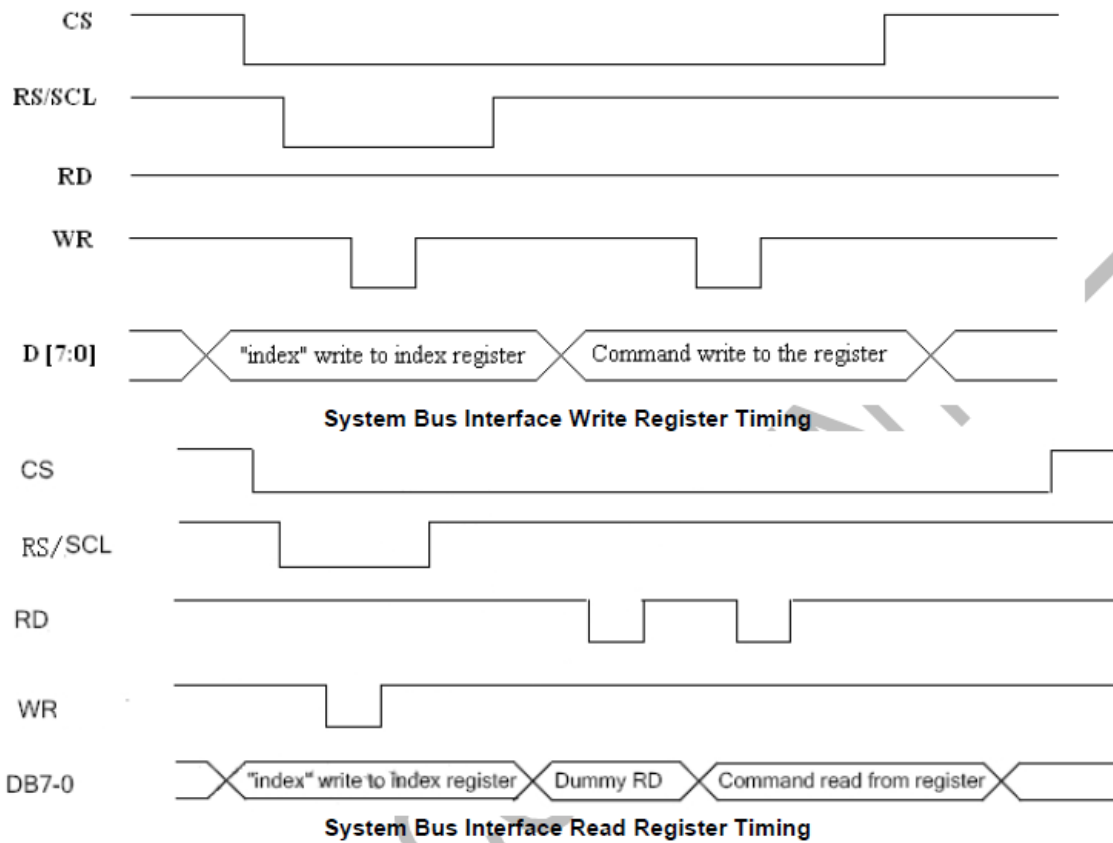 CS
RS/SCL
RD
WR
D [7:0] "index" write to index register Command write to the register
System Bus Interface Write Register Timing
CS
RS/SCL
RD
WR
DB7-0 "index" write to index register Dummy RD Command read from register
System Bus Interface Read Register Timing